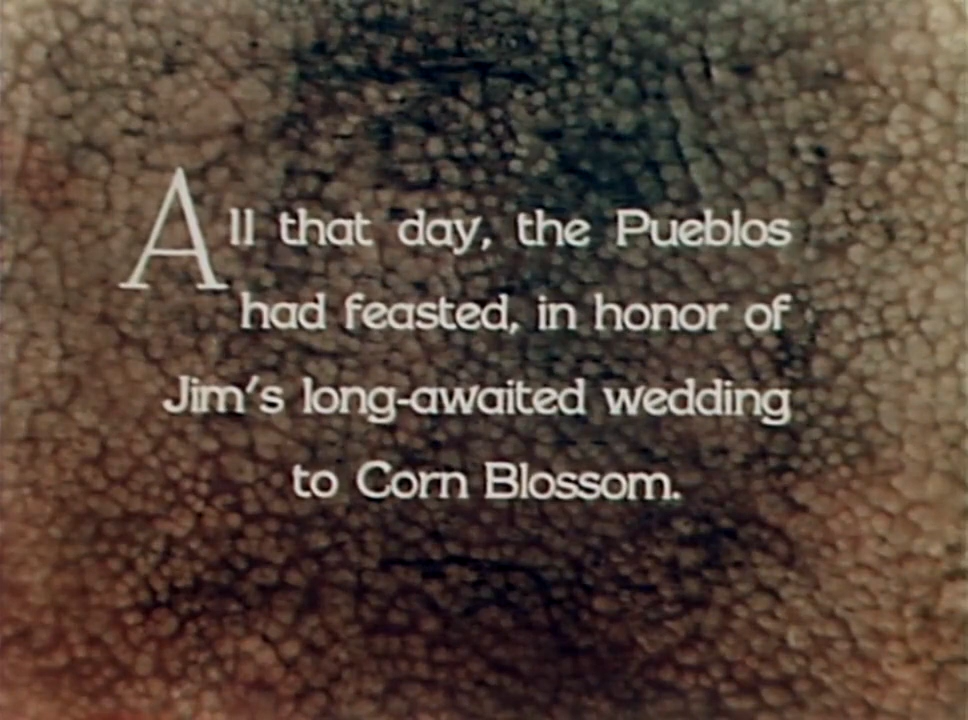 All that day, the Pueblos
had feasted, in honor of
Jim's long-awaited wedding
to Corn Blossom.